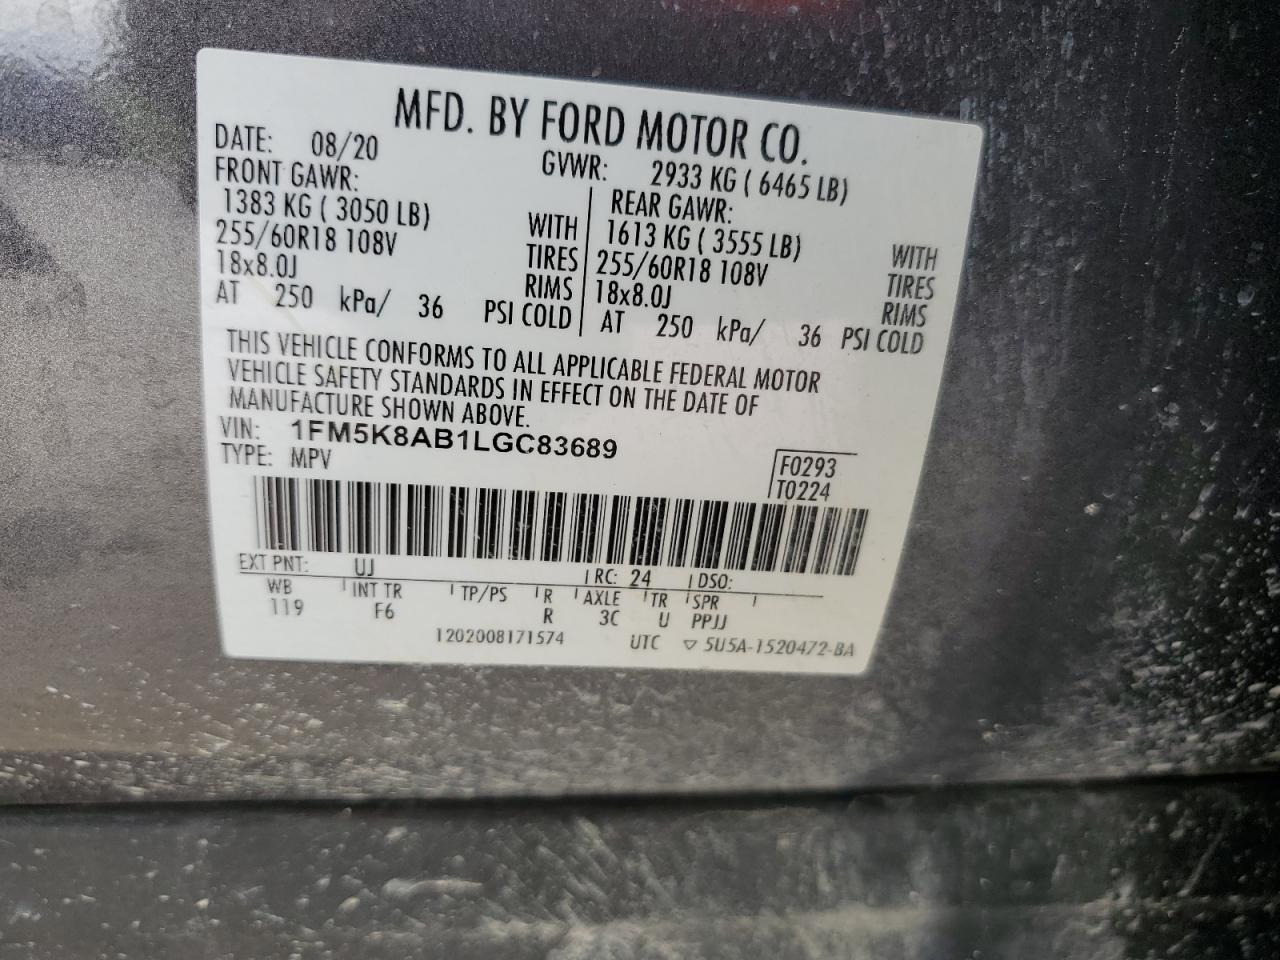 MFD. BY FORD MOTOR CO.
DATE: 08/20 GVWR: 2933 KG ( 6465 LB)
FRONT GAWR: REAR GAWR:
1383 KG ( 3050 LB) WITH 1613 KG ( 3555 LB) WITH
255/60R18 108V TIRES 255/60R18 108V TIRES
18x8.0J RIMS 18x8.0J RIMS
AT 250 kPa/ 36 PSI COLD AT 250 kPa/ 36 PSI COLD
THIS VEHICLE CONFORMS TO ALL APPLICABLE FEDERAL MOTOR
VEHICLE SAFETY STANDARDS IN EFFECT ON THE DATE OF
MANUFACTURE SHOWN ABOVE.
VIN: 1FM5K8AB1LGC83689
TYPE: MPV
F0293
T0224
EXT PNT: UJ RC: 24 DSO:
WB INT TR TP/PS R AXLE TR SPR
119 F6 R 3C U PPJJ
1202008171574 UTC ▽ 5U5A-1520472-BA